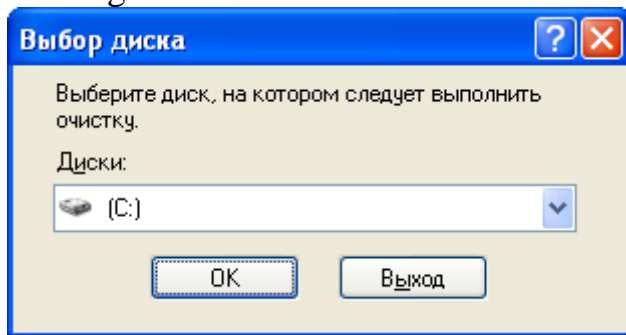 Выбор диска
?
Выберите диск, на котором следует выполнить
очистку.
Диски:
(C:)
OK
Выход